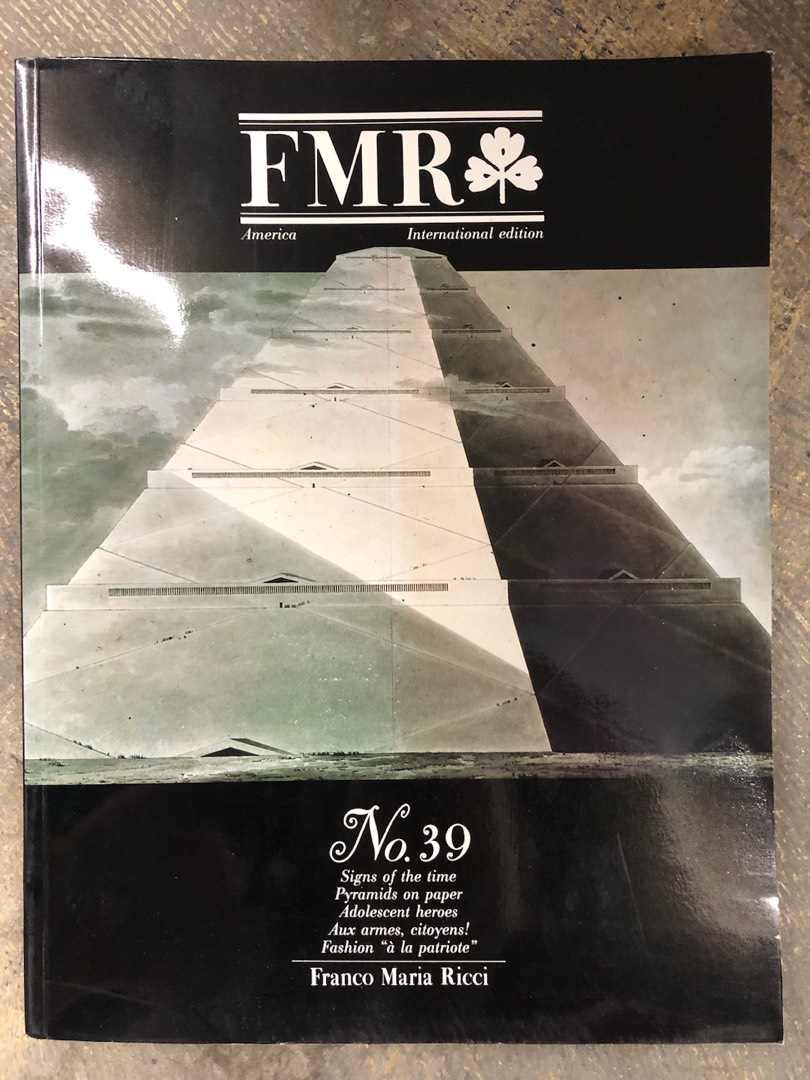 FMR
America International edition
No. 39
Signs of the time
Pyramids on paper
Adolescent heroes
Aux armes, citoyens!
Fashion “à la patriote”
Franco Maria Ricci